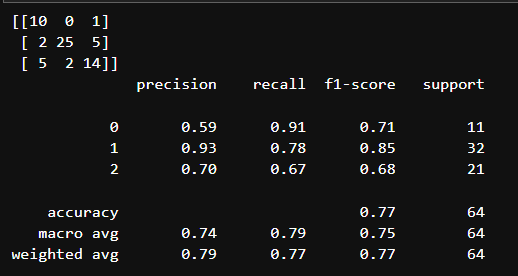 [[10  0  1]
 [ 2 25  5]
 [ 5  2 14]]
              precision    recall  f1-score   support

           0       0.59      0.91      0.71        11
           1       0.93      0.78      0.85        32
           2       0.70      0.67      0.68        21

    accuracy                           0.77        64
   macro avg       0.74      0.79      0.75        64
weighted avg       0.79      0.77      0.77        64